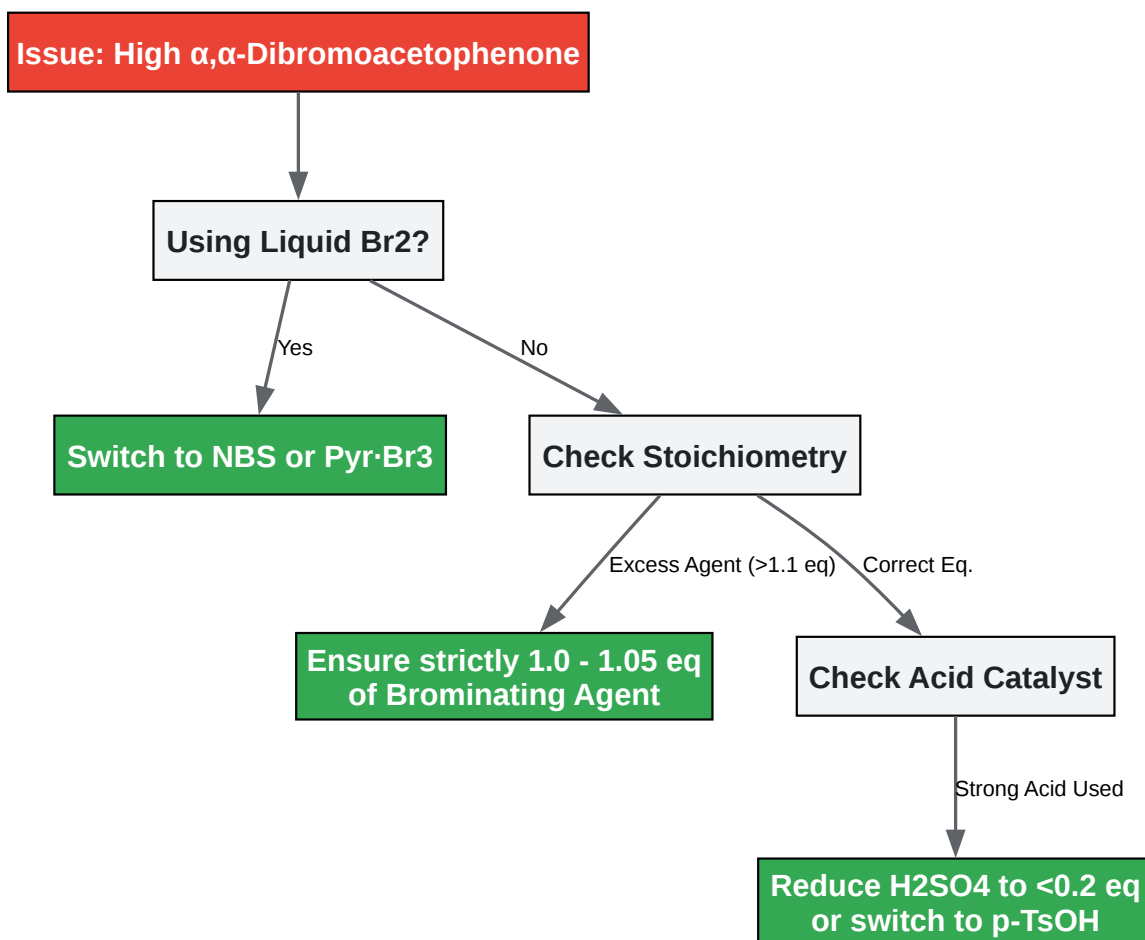 Issue: High α,α-Dibromoacetophenone
Using Liquid Br2?
Yes
No
Switch to NBS or Pyr·Br3
Check Stoichiometry
Excess Agent (>1.1 eq)
Correct Eq.
Ensure strictly 1.0 - 1.05 eq
of Brominating Agent
Check Acid Catalyst
Strong Acid Used
Reduce H2SO4 to <0.2 eq
or switch to p-TsOH